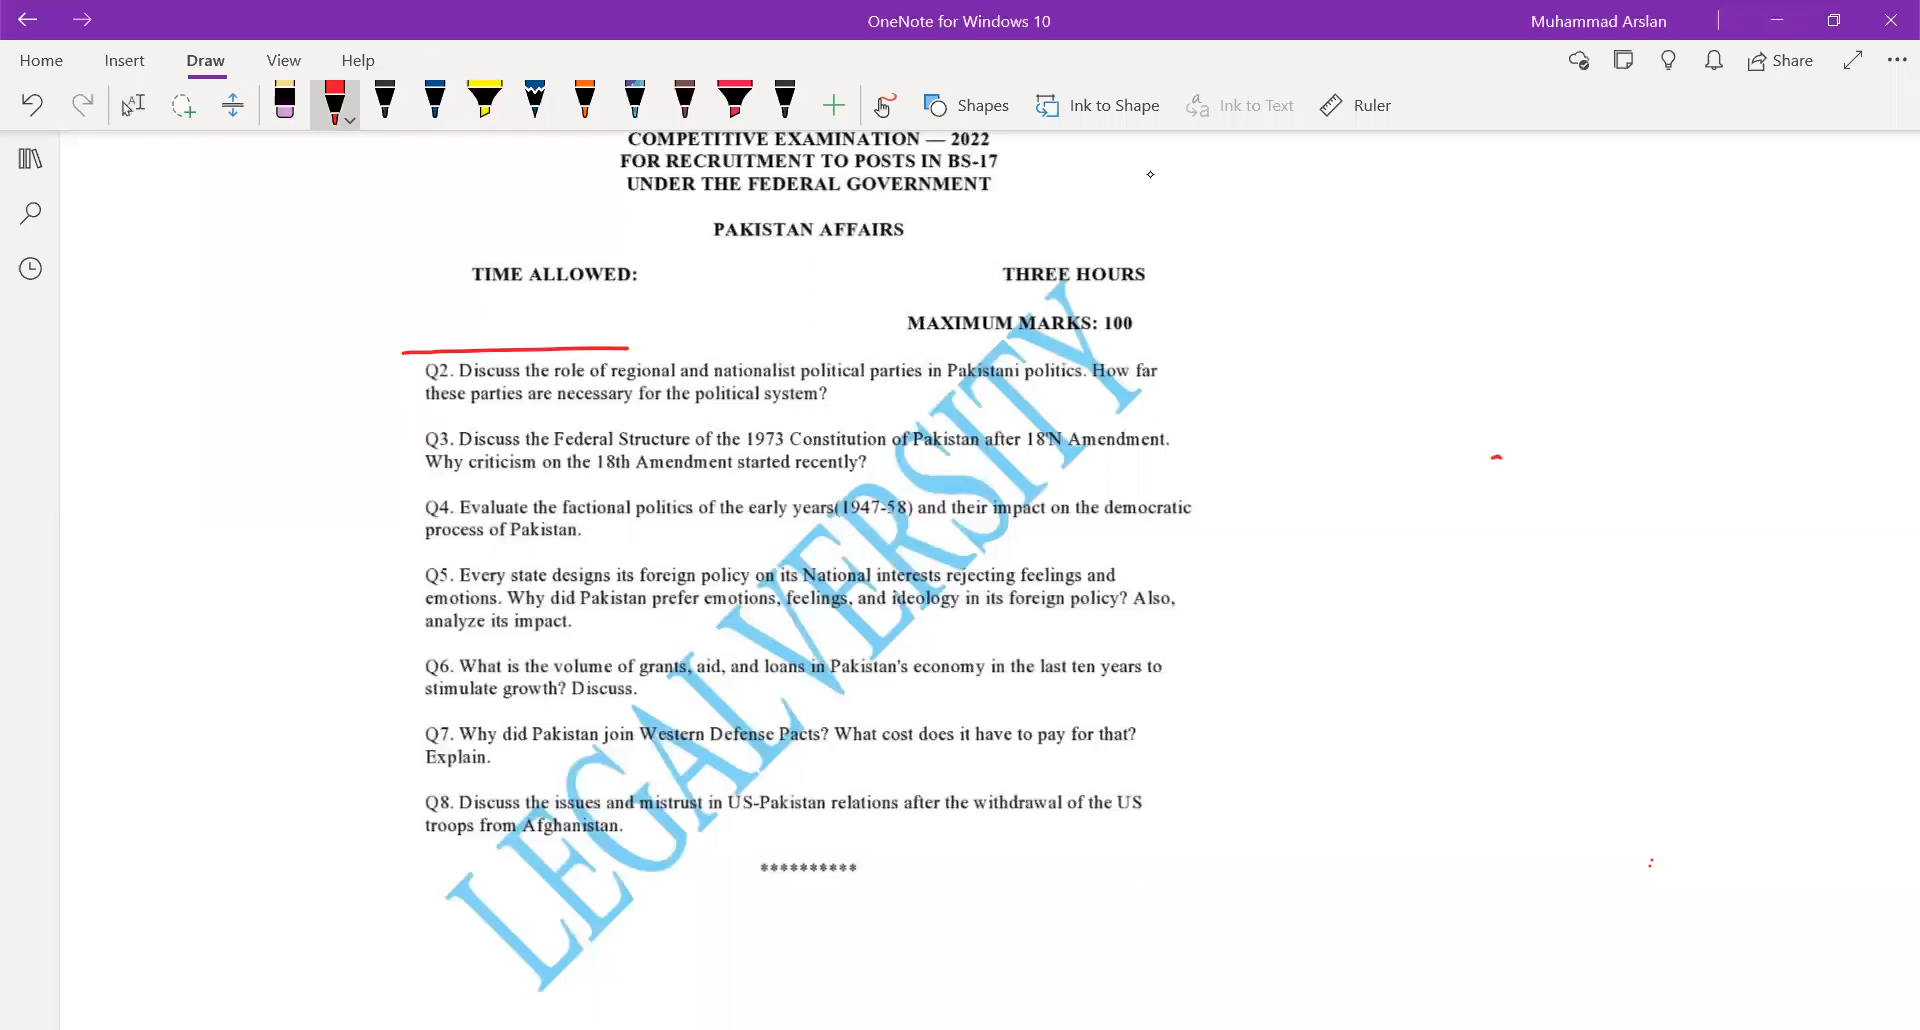 OneNote for Windows 10
Muhammad Arslan
Home Insert Draw View Help
Share
Shapes Ink to Shape Ink to Text Ruler
COMPETITIVE EXAMINATION — 2022
FOR RECRUITMENT TO POSTS IN BS-17
UNDER THE FEDERAL GOVERNMENT
PAKISTAN AFFAIRS
TIME ALLOWED: THREE HOURS
MAXIMUM MARKS: 100
Q2. Discuss the role of regional and nationalist political parties in Pakistani politics. How far
these parties are necessary for the political system?
Q3. Discuss the Federal Structure of the 1973 Constitution of Pakistan after 18'N Amendment.
Why criticism on the 18th Amendment started recently?
Q4. Evaluate the factional politics of the early years(1947-58) and their impact on the democratic
process of Pakistan.
Q5. Every state designs its foreign policy on its National interests rejecting feelings and
emotions. Why did Pakistan prefer emotions, feelings, and ideology in its foreign policy? Also,
analyze its impact.
Q6. What is the volume of grants, aid, and loans in Pakistan's economy in the last ten years to
stimulate growth? Discuss.
Q7. Why did Pakistan join Western Defense Pacts? What cost does it have to pay for that?
Explain.
Q8. Discuss the issues and mistrust in US-Pakistan relations after the withdrawal of the US
troops from Afghanistan.
**********
LEGALVERSITY